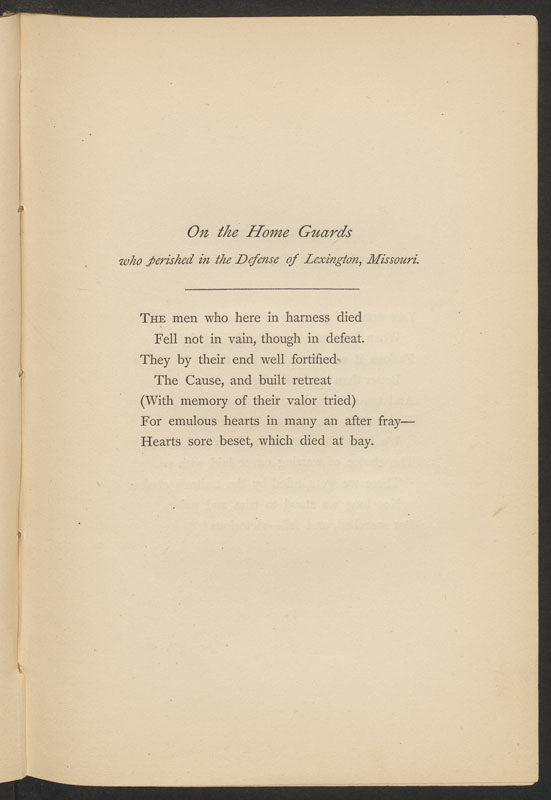 On the Home Guards
who perished in the Defense of Lexington, Missouri.
THE men who here in harness died
Fell not in vain, though in defeat.
They by their end well fortified
The Cause, and built retreat
(With memory of their valor tried)
For emulous hearts in many an after fray—
Hearts sore beset, which died at bay.